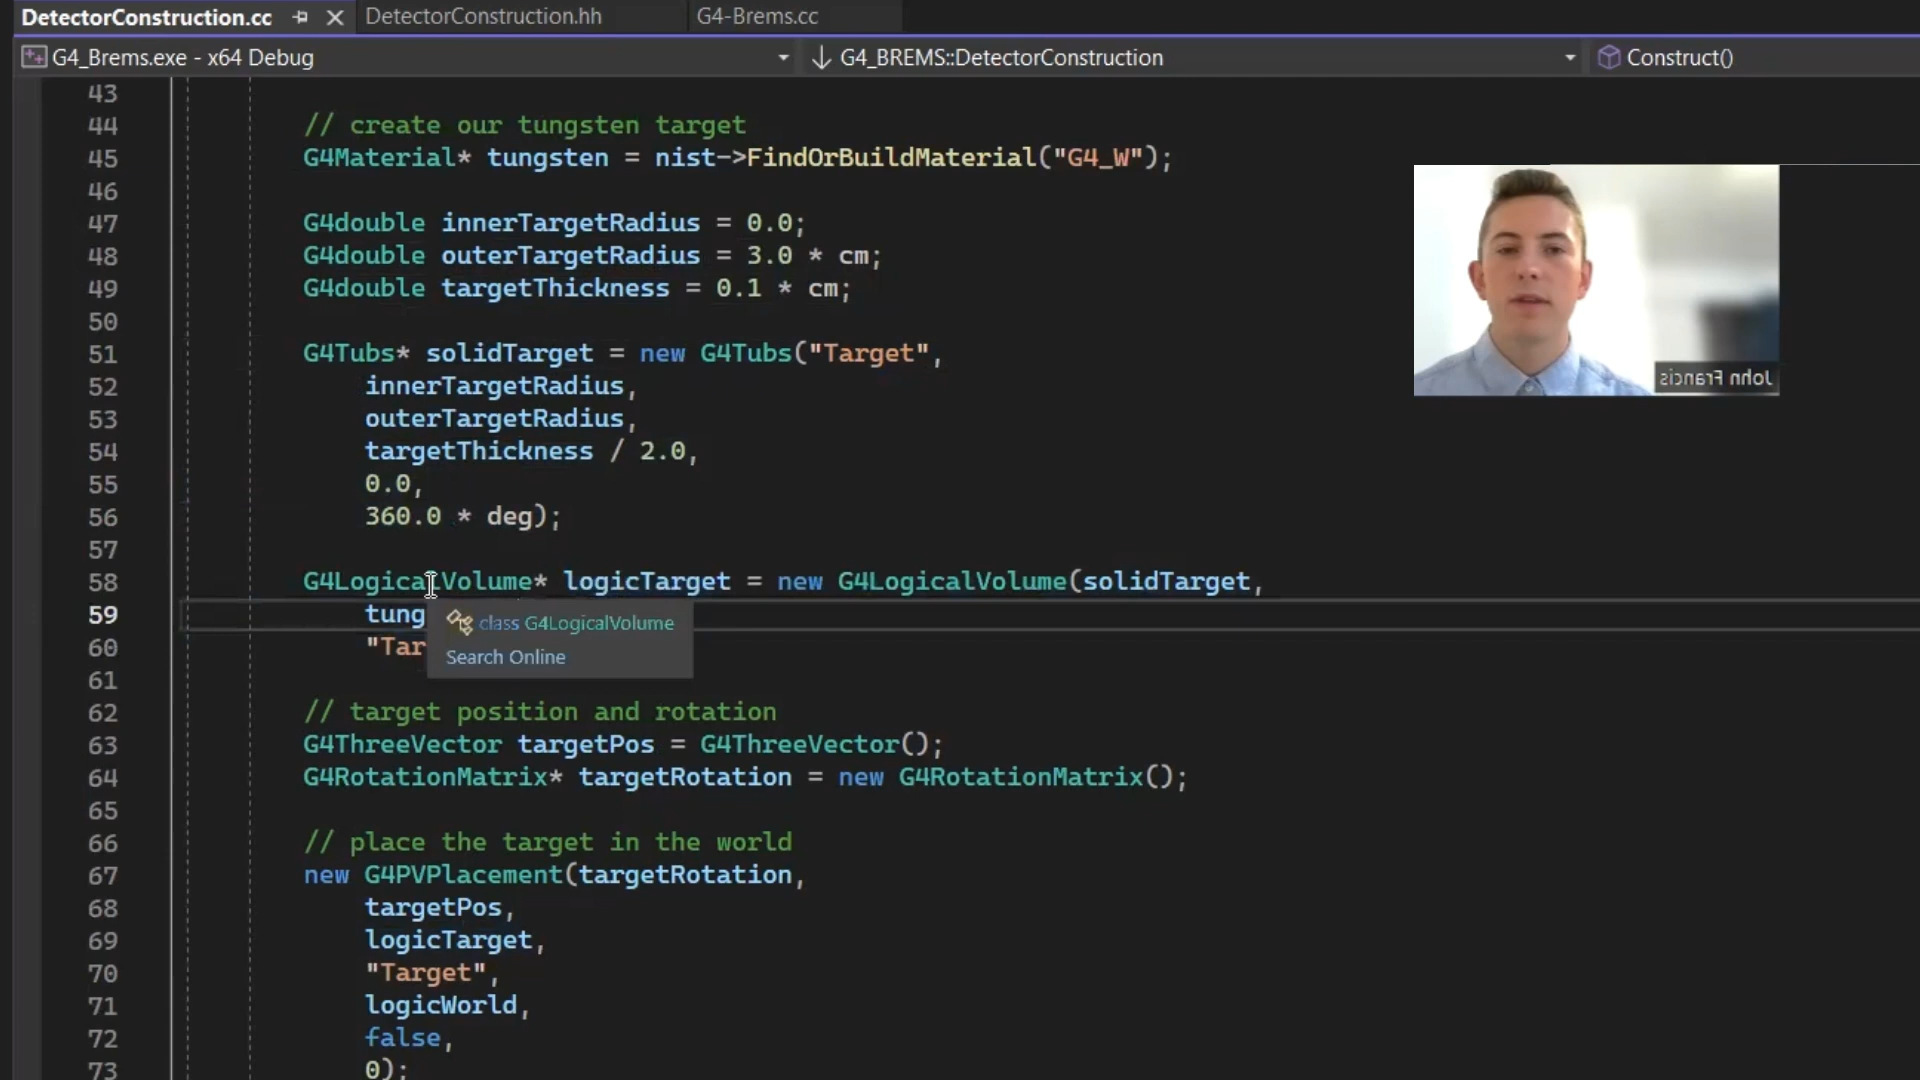 DetectorConstruction.cc
DetectorConstruction.hh
G4-Brems.cc
G4_Brems.exe - x64 Debug
G4_BREMS::DetectorConstruction
Construct()
43
44 // create our tungsten target
45 G4Material* tungsten = nist->FindOrBuildMaterial("G4_W");
46
47 G4double innerTargetRadius = 0.0;
48 G4double outerTargetRadius = 3.0 * cm;
49 G4double targetThickness = 0.1 * cm;
50
51 G4Tubs* solidTarget = new G4Tubs("Target",
52 innerTargetRadius,
53 outerTargetRadius,
54 targetThickness / 2.0,
55 0.0,
56 360.0 * deg);
57
58 G4LogicalVolume* logicTarget = new G4LogicalVolume(solidTarget,
59 tung
60 "Tar
class G4LogicalVolume
Search Online
61
62 // target position and rotation
63 G4ThreeVector targetPos = G4ThreeVector();
64 G4RotationMatrix* targetRotation = new G4RotationMatrix();
65
66 // place the target in the world
67 new G4PVPlacement(targetRotation,
68 targetPos,
69 logicTarget,
70 "Target",
71 logicWorld,
72 false,
73 0);
John Francis